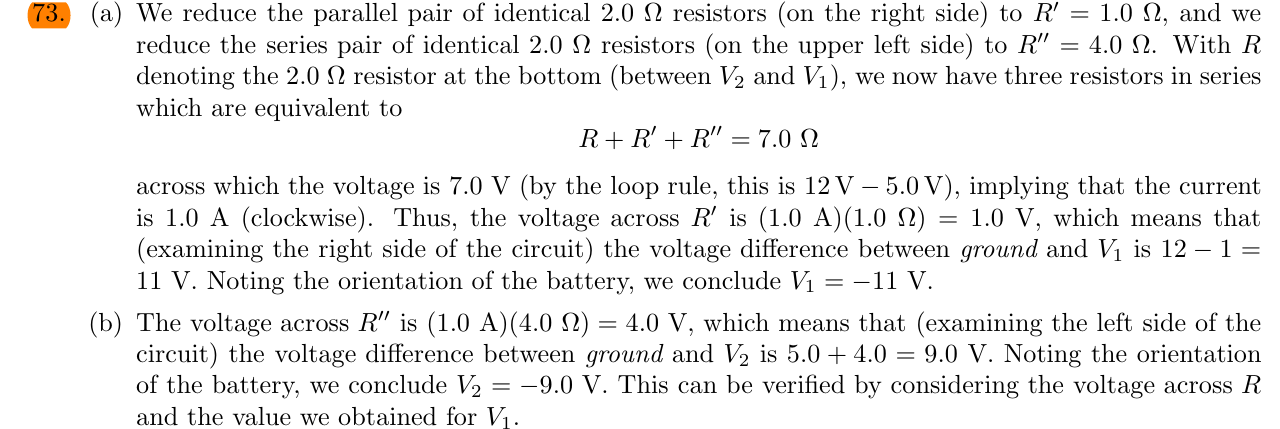 73. (a) We reduce the parallel pair of identical 2.0 Ω resistors (on the right side) to R′ = 1.0 Ω, and we
reduce the series pair of identical 2.0 Ω resistors (on the upper left side) to R′′ = 4.0 Ω. With R
denoting the 2.0 Ω resistor at the bottom (between V₂ and V₁), we now have three resistors in series
which are equivalent to
R + R′ + R′′ = 7.0 Ω
across which the voltage is 7.0 V (by the loop rule, this is 12 V − 5.0 V), implying that the current
is 1.0 A (clockwise). Thus, the voltage across R′ is (1.0 A)(1.0 Ω) = 1.0 V, which means that
(examining the right side of the circuit) the voltage difference between ground and V₁ is 12 − 1 =
11 V. Noting the orientation of the battery, we conclude V₁ = −11 V.
(b) The voltage across R′′ is (1.0 A)(4.0 Ω) = 4.0 V, which means that (examining the left side of the
circuit) the voltage difference between ground and V₂ is 5.0 + 4.0 = 9.0 V. Noting the orientation
of the battery, we conclude V₂ = −9.0 V. This can be verified by considering the voltage across R
and the value we obtained for V₁.